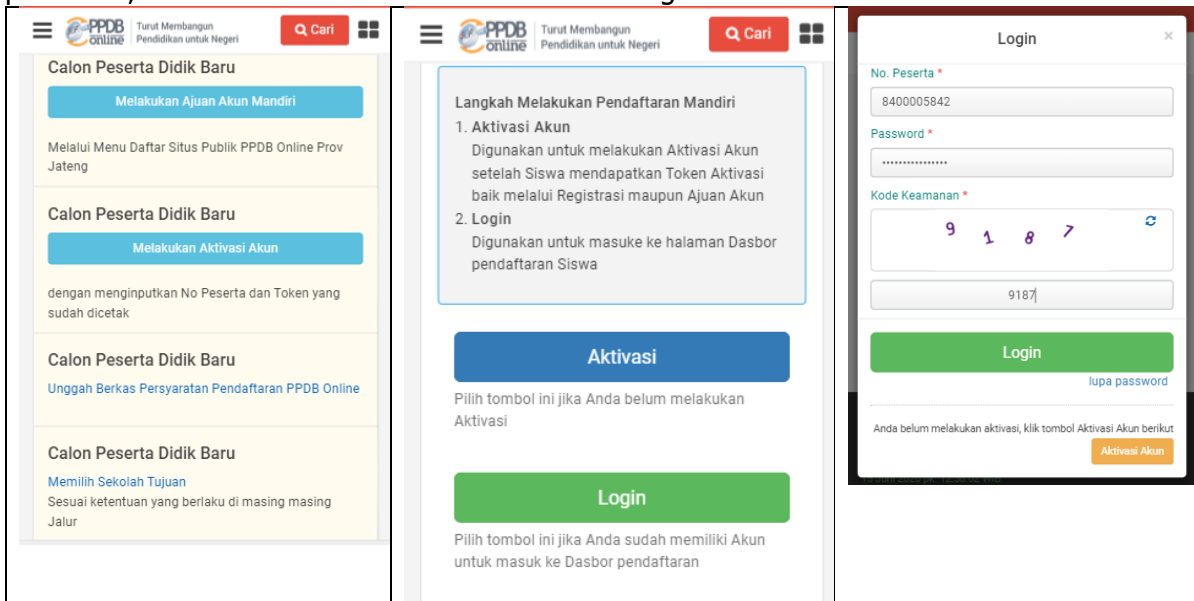 PPDB online
Turut Membangun
Pendidikan untuk Negeri
Cari
Calon Peserta Didik Baru
Melakukan Ajuan Akun Mandiri
Melalui Menu Daftar Situs Publik PPDB Online Prov
Jateng
Calon Peserta Didik Baru
Melakukan Aktivasi Akun
dengan menginputkan No Peserta dan Token yang
sudah dicetak
Calon Peserta Didik Baru
Unggah Berkas Persyaratan Pendaftaran PPDB Online
Calon Peserta Didik Baru
Memilih Sekolah Tujuan
Sesuai ketentuan yang berlaku di masing masing
Jalur
PPDB online
Turut Membangun
Pendidikan untuk Negeri
Cari
Langkah Melakukan Pendaftaran Mandiri
1. Aktivasi Akun
Digunakan untuk melakukan Aktivasi Akun
setelah Siswa mendapatkan Token Aktivasi
baik melalui Registrasi maupun Ajuan Akun
2. Login
Digunakan untuk masuke ke halaman Dasbor
pendaftaran Siswa
Aktivasi
Pilih tombol ini jika Anda belum melakukan
Aktivasi
Login
Pilih tombol ini jika Anda sudah memiliki Akun
untuk masuk ke Dasbor pendaftaran
Login ×
No. Peserta *
8400005842
Password *
................
Kode Keamanan *
9 1 8 7
9187
Login
lupa password
Anda belum melakukan aktivasi, klik tombol Aktivasi Akun berikut
Aktivasi Akun